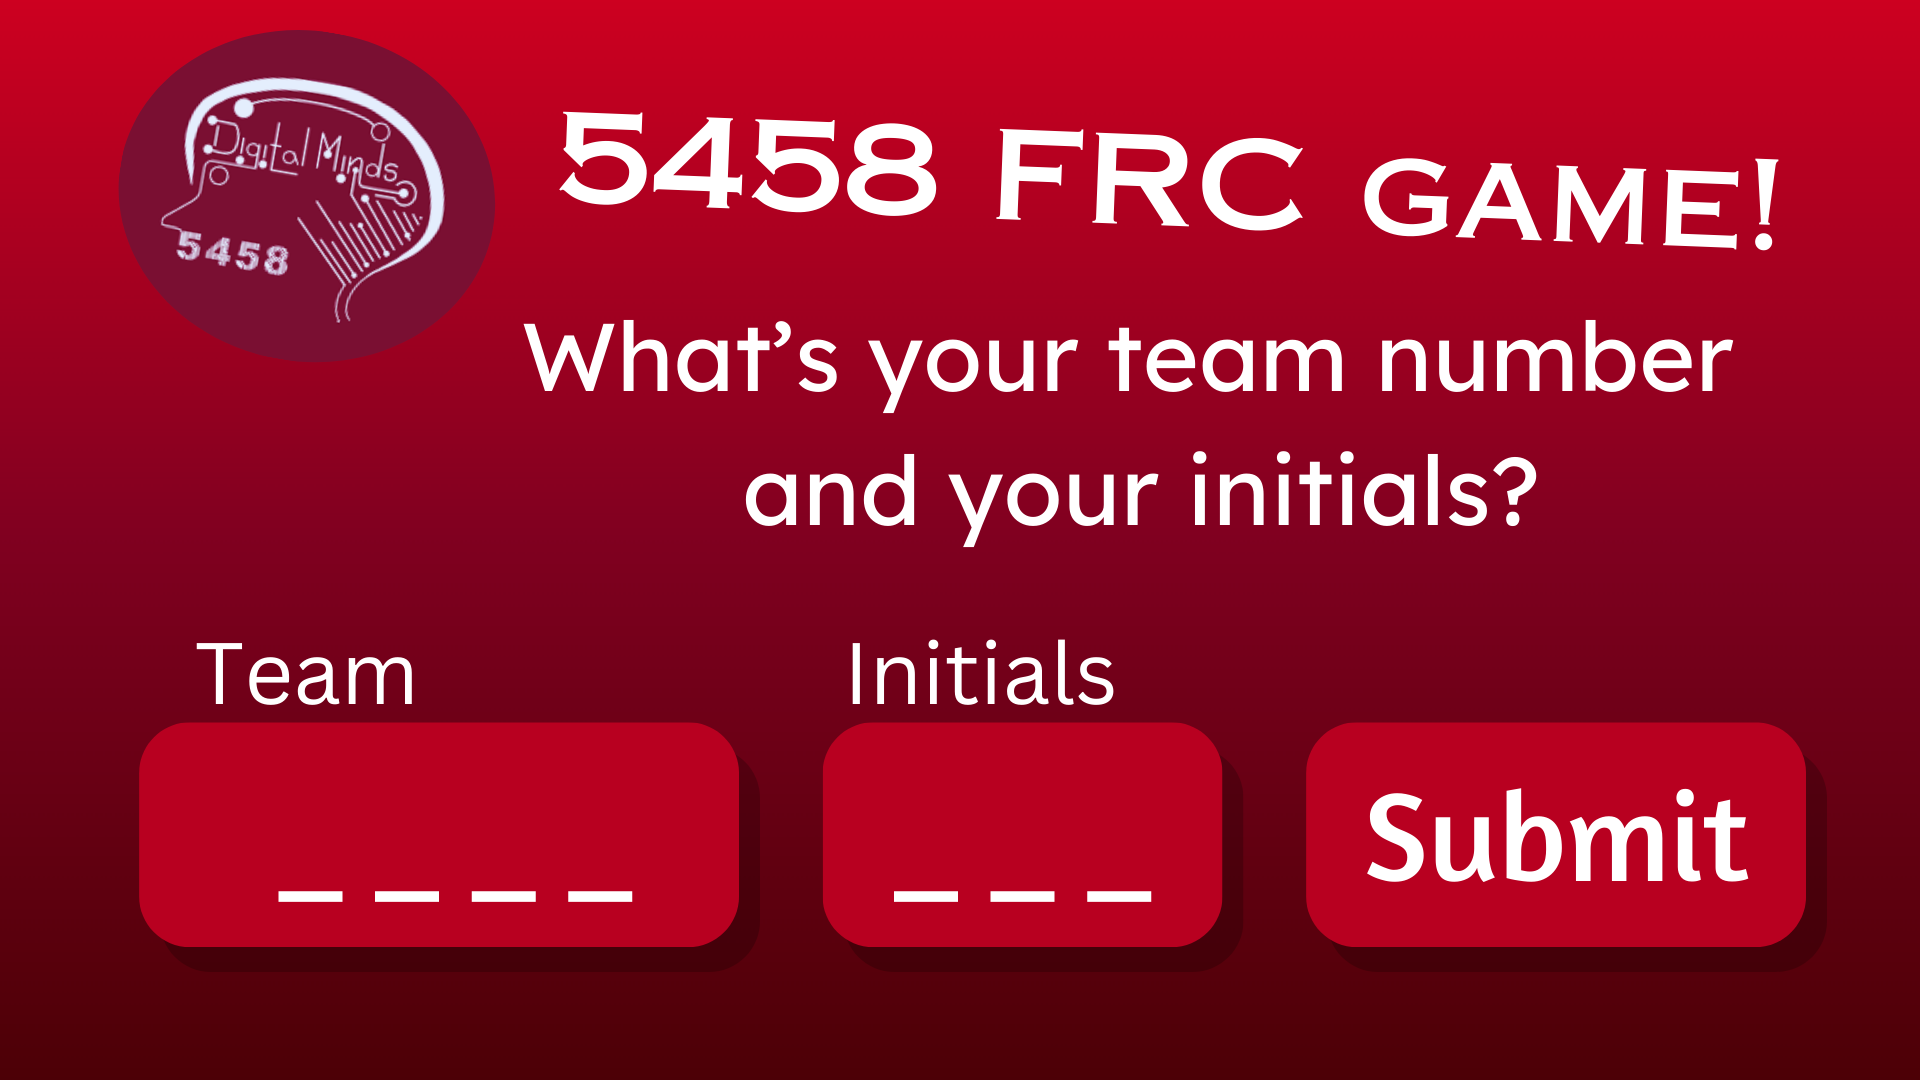 Digital Minds
5458
5458 FRC GAME!
What’s your team number
and your initials?
Team
Initials
_ _ _ _
_ _ _
Submit